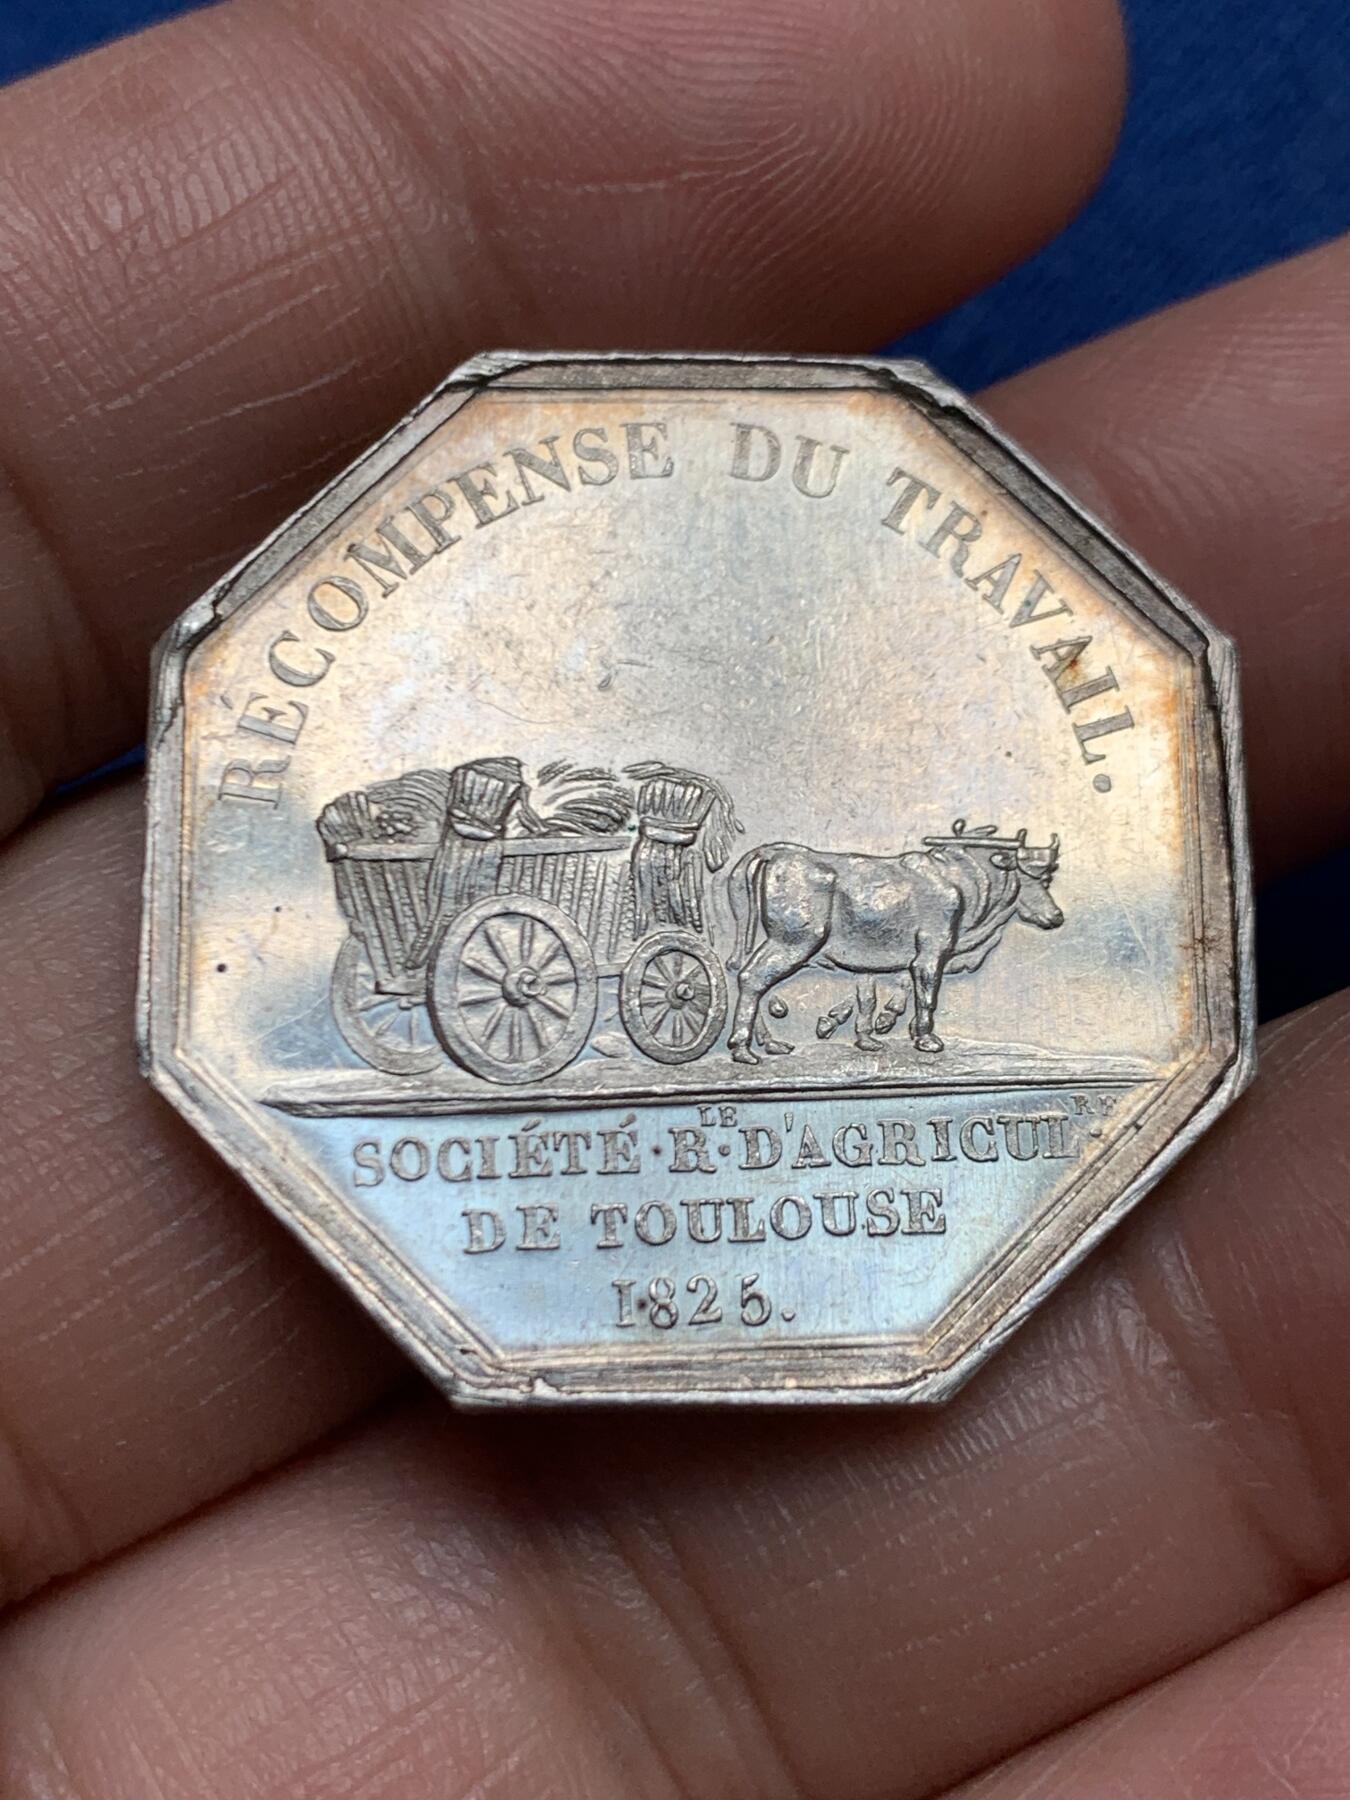 RÉCOMPENSE DU TRAVAIL.
SOCIÉTÉ · R.LE D'AGRICUL.RE
DE TOULOUSE
1825.